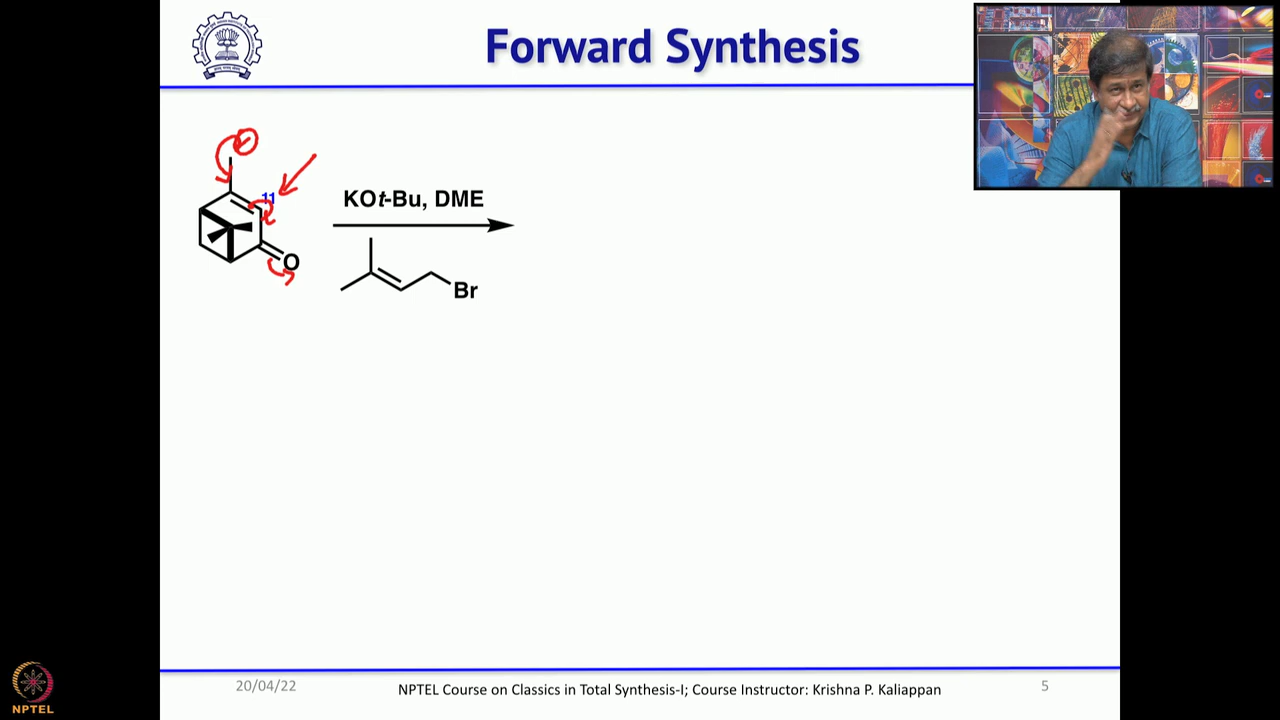 Forward Synthesis
11
KOt-Bu, DME
O
Br
20/04/22
NPTEL Course on Classics in Total Synthesis-I; Course Instructor: Krishna P. Kaliappan
5
NPTEL